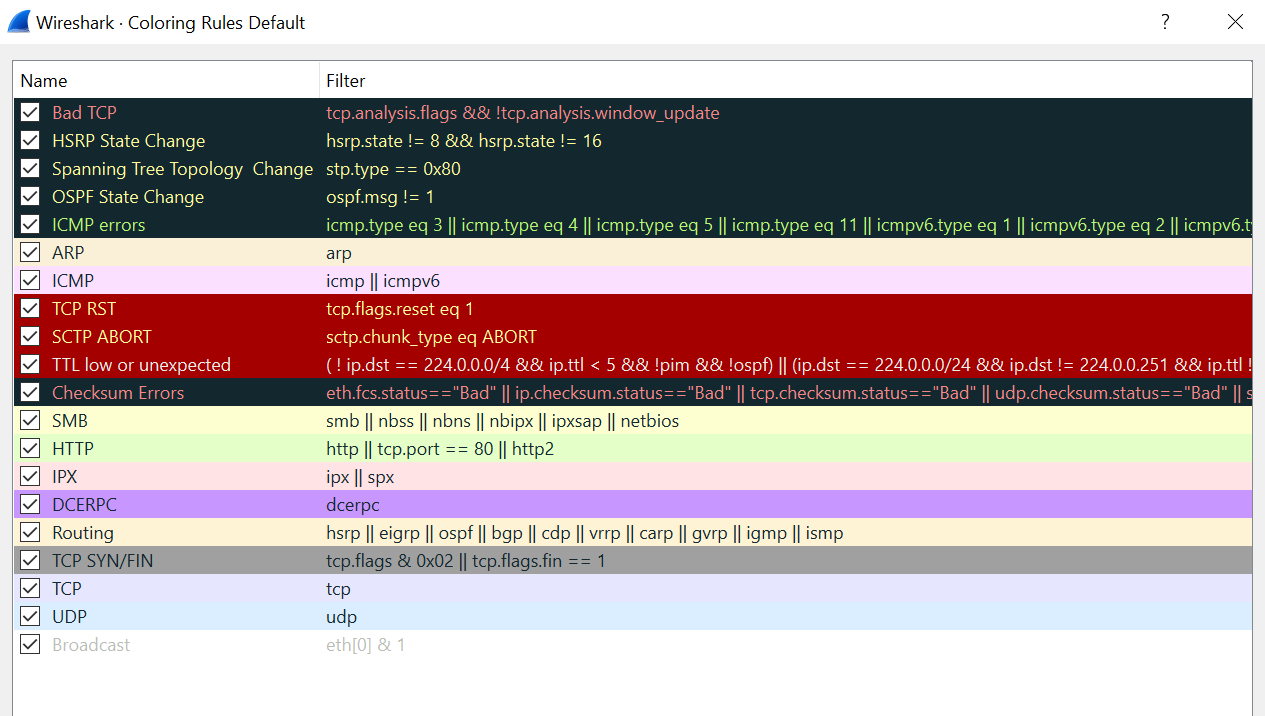 Wireshark · Coloring Rules Default
?
Name Filter
Bad TCP tcp.analysis.flags && !tcp.analysis.window_update
HSRP State Change hsrp.state != 8 && hsrp.state != 16
Spanning Tree Topology  Change stp.type == 0x80
OSPF State Change ospf.msg != 1
ICMP errors icmp.type eq 3 || icmp.type eq 4 || icmp.type eq 5 || icmp.type eq 11 || icmpv6.type eq 1 || icmpv6.type eq 2 || icmpv6.t
ARP arp
ICMP icmp || icmpv6
TCP RST tcp.flags.reset eq 1
SCTP ABORT sctp.chunk_type eq ABORT
TTL low or unexpected ( ! ip.dst == 224.0.0.0/4 && ip.ttl < 5 && !pim && !ospf) || (ip.dst == 224.0.0.0/24 && ip.dst != 224.0.0.251 && ip.ttl !
Checksum Errors eth.fcs.status=="Bad" || ip.checksum.status=="Bad" || tcp.checksum.status=="Bad" || udp.checksum.status=="Bad" || s
SMB smb || nbss || nbns || nbipx || ipxsap || netbios
HTTP http || tcp.port == 80 || http2
IPX ipx || spx
DCERPC dcerpc
Routing hsrp || eigrp || ospf || bgp || cdp || vrrp || carp || gvrp || igmp || ismp
TCP SYN/FIN tcp.flags & 0x02 || tcp.flags.fin == 1
TCP tcp
UDP udp
Broadcast eth[0] & 1